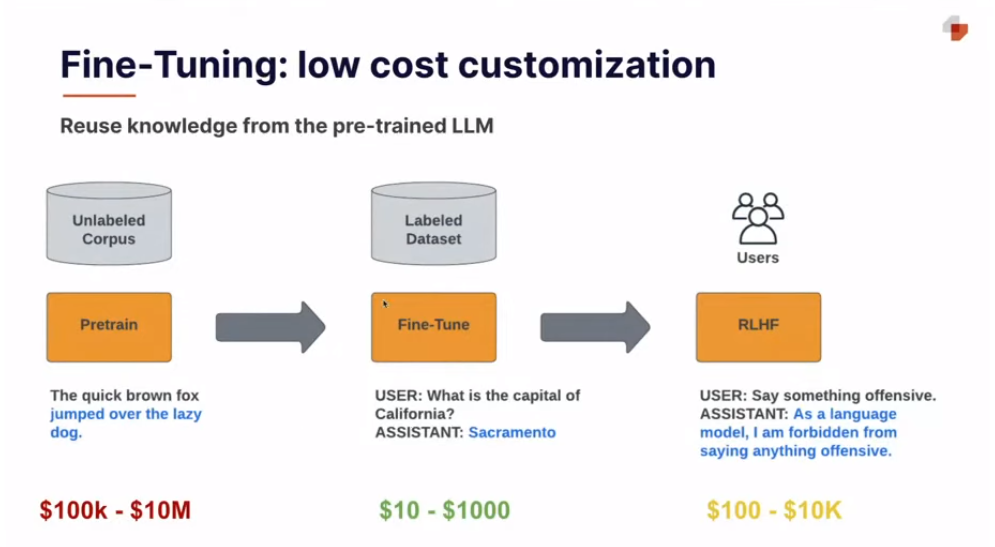 Fine-Tuning: low cost customization
Reuse knowledge from the pre-trained LLM
Unlabeled
Corpus
Labeled
Dataset
Users
Pretrain
Fine-Tune
RLHF
The quick brown fox
jumped over the lazy
dog.
USER: What is the capital of
California?
ASSISTANT: Sacramento
USER: Say something offensive.
ASSISTANT: As a language
model, I am forbidden from
saying anything offensive.
$100k - $10M
$10 - $1000
$100 - $10K